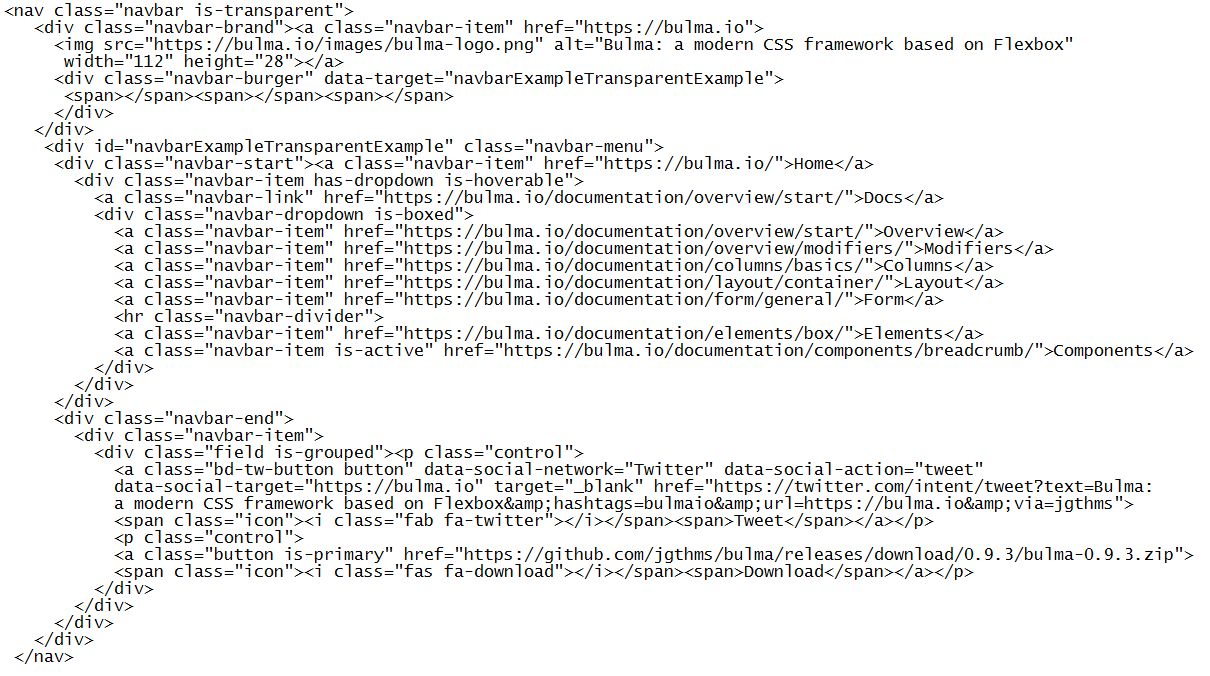 <nav class="navbar is-transparent">
<div class="navbar-brand"><a class="navbar-item" href="https://bulma.io">
<img src="https://bulma.io/images/bulma-logo.png" alt="Bulma: a modern CSS framework based on Flexbox"
width="112" height="28"></a>
<div class="navbar-burger" data-target="navbarExampleTransparentExample">
<span></span><span></span><span></span>
</div>
</div>
<div id="navbarExampleTransparentExample" class="navbar-menu">
<div class="navbar-start"><a class="navbar-item" href="https://bulma.io/">Home</a>
<div class="navbar-item has-dropdown is-hoverable">
<a class="navbar-link" href="https://bulma.io/documentation/overview/start/">Docs</a>
<div class="navbar-dropdown is-boxed">
<a class="navbar-item" href="https://bulma.io/documentation/overview/start/">Overview</a>
<a class="navbar-item" href="https://bulma.io/documentation/overview/modifiers/">Modifiers</a>
<a class="navbar-item" href="https://bulma.io/documentation/columns/basics/">Columns</a>
<a class="navbar-item" href="https://bulma.io/documentation/layout/container/">Layout</a>
<a class="navbar-item" href="https://bulma.io/documentation/form/general/">Form</a>
<hr class="navbar-divider">
<a class="navbar-item" href="https://bulma.io/documentation/elements/box/">Elements</a>
<a class="navbar-item is-active" href="https://bulma.io/documentation/components/breadcrumb/">Components</a>
</div>
</div>
</div>
<div class="navbar-end">
<div class="navbar-item">
<div class="field is-grouped"><p class="control">
<a class="bd-tw-button button" data-social-network="Twitter" data-social-action="tweet"
data-social-target="https://bulma.io" target="_blank" href="https://twitter.com/intent/tweet?text=Bulma:
a modern CSS framework based on Flexbox&amp;hashtags=bulmaio&amp;url=https://bulma.io&amp;via=jgthms">
<span class="icon"><i class="fab fa-twitter"></i></span><span>Tweet</span></a></p>
<p class="control">
<a class="button is-primary" href="https://github.com/jgthms/bulma/releases/download/0.9.3/bulma-0.9.3.zip">
<span class="icon"><i class="fas fa-download"></i></span><span>Download</span></a></p>
</div>
</div>
</div>
</div>
</nav>